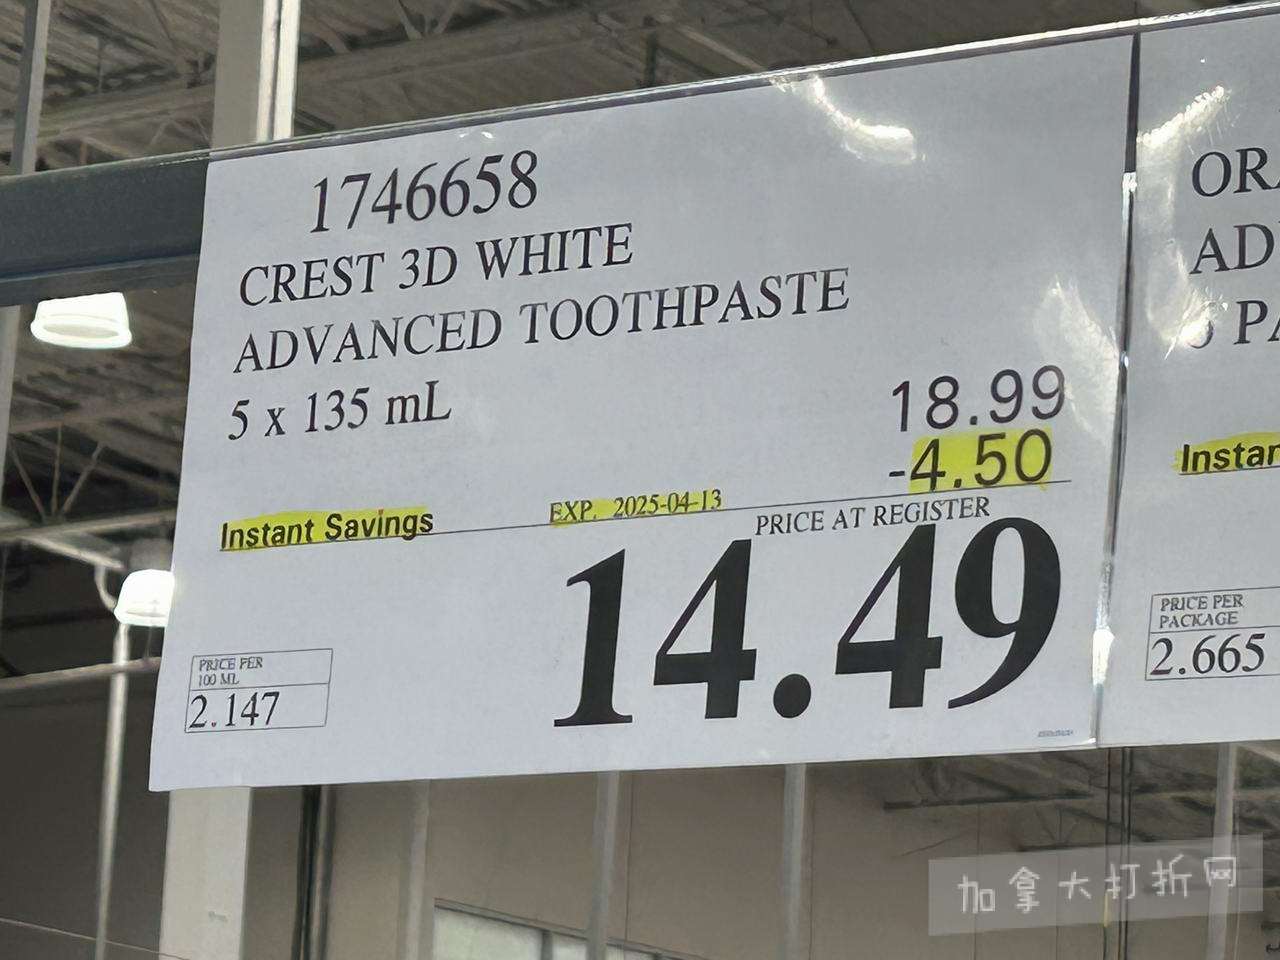 1746658
CREST 3D WHITE
ADVANCED TOOTHPASTE
5 x 135 mL
18.99
-4.50
Instant Savings
EXP. 2025-04-13
PRICE AT REGISTER
14.49
PRICE PER
100 ML
2.147
OR
AD
P
Instan
PRICE PER
PACKAGE
2.665
加拿大打折网